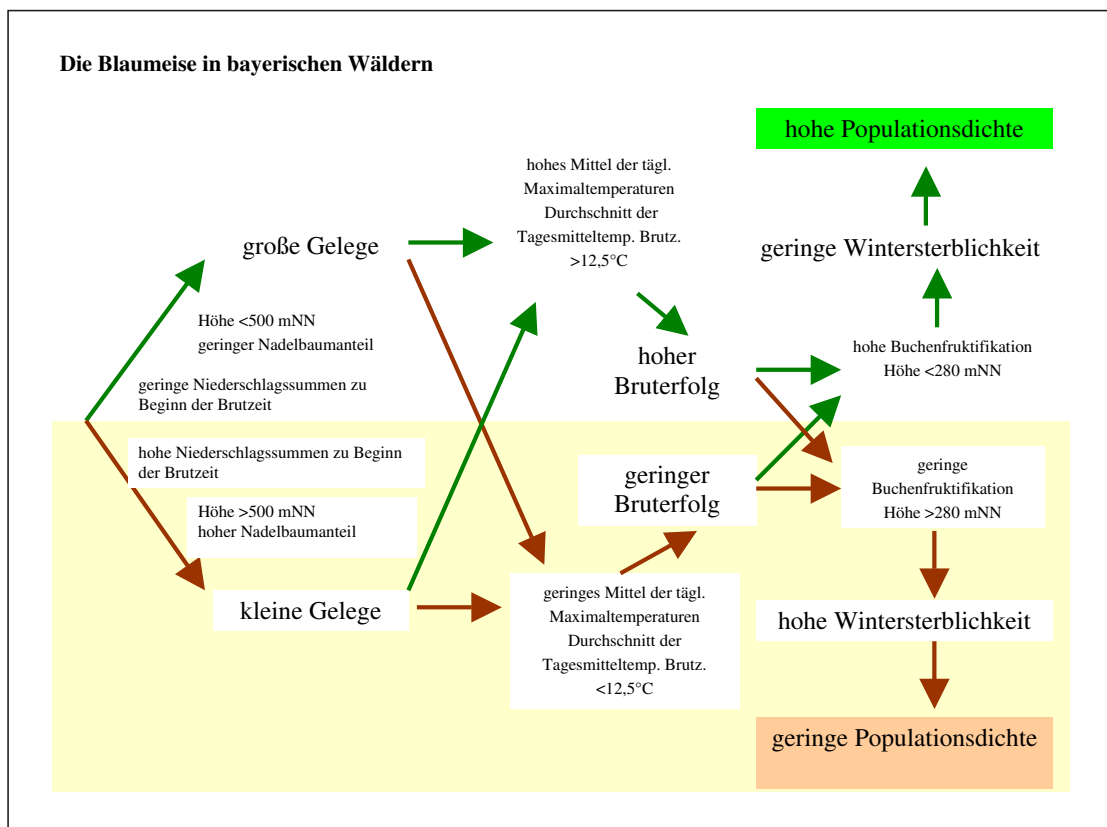 Die Blaumeise in bayerischen Wäldern
hohe Populationsdichte
hohes Mittel der tägl.
Maximaltemperaturen
Durchschnitt der
Tagesmitteltemp. Brutz.
>12,5°C
große Gelege
geringe Wintersterblichkeit
Höhe <500 mNN
geringer Nadelbaumanteil
hoher
Bruterfolg
hohe Buchenfruktifikation
Höhe <280 mNN
geringe Niederschlagssummen zu
Beginn der Brutzeit
hohe Niederschlagssummen zu Beginn
der Brutzeit
geringer
Bruterfolg
geringe
Buchenfruktifikation
Höhe >280 mNN
Höhe >500 mNN
hoher Nadelbaumanteil
kleine Gelege
geringes Mittel der tägl.
Maximaltemperaturen
Durchschnitt der
Tagesmitteltemp. Brutz.
<12,5°C
hohe Wintersterblichkeit
geringe Populationsdichte